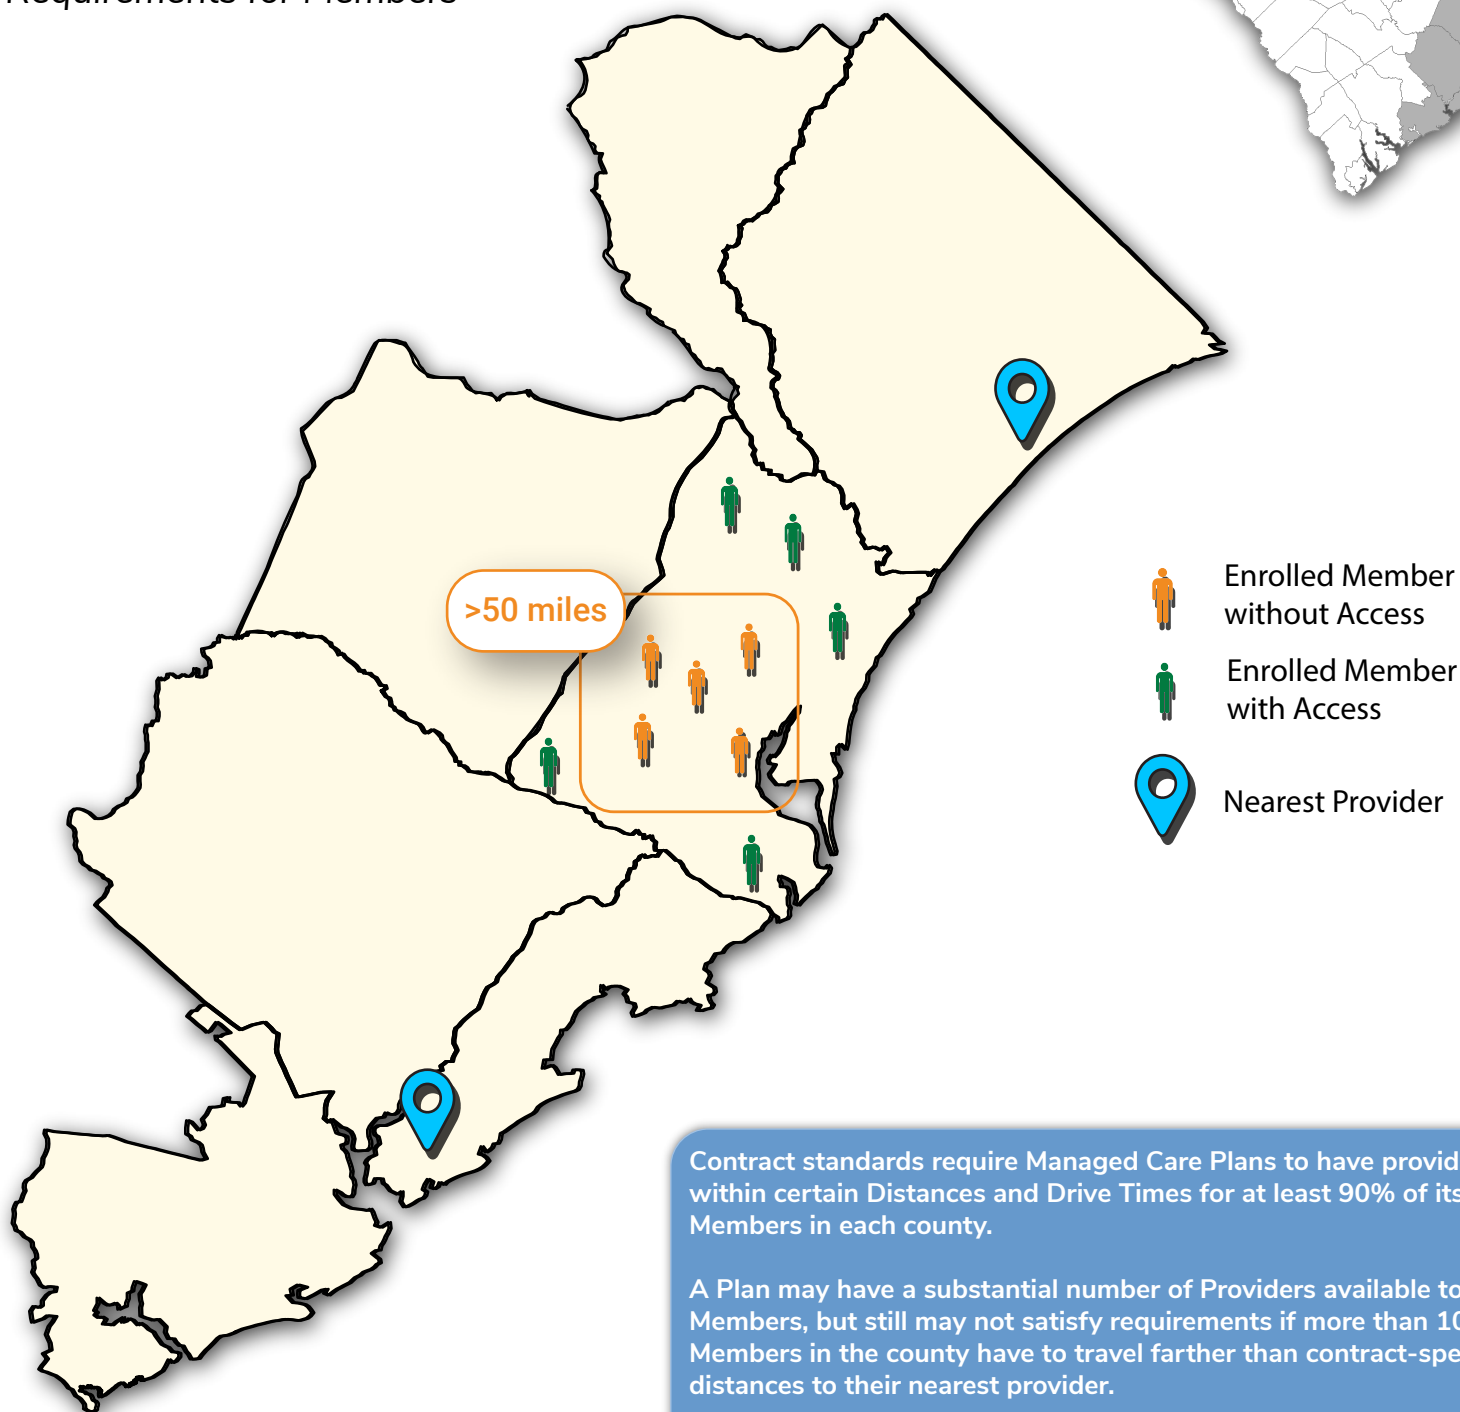 Requirements for Members
>50 miles
Enrolled Member
without Access
Enrolled Member
with Access
Nearest Provider
Contract standards require Managed Care Plans to have provid
within certain Distances and Drive Times for at least 90% of its
Members in each county.
A Plan may have a substantial number of Providers available to
Members, but still may not satisfy requirements if more than 10
Members in the county have to travel farther than contract-spe
distances to their nearest provider.